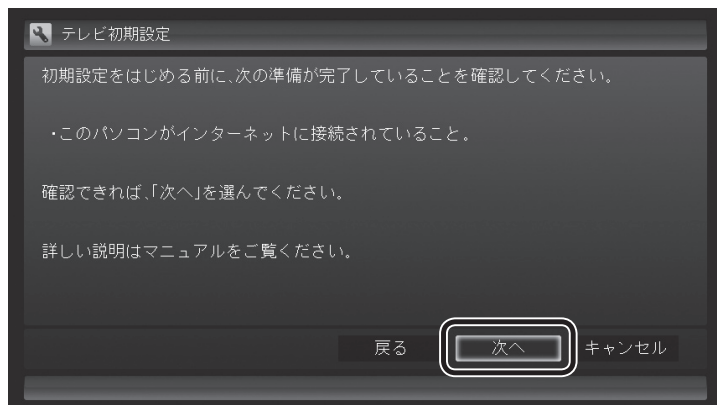 テレビ初期設定
初期設定をはじめる前に、次の準備が完了していることを確認してください。
・このパソコンがインターネットに接続されていること。
確認できれば、「次へ」を選んでください。
詳しい説明はマニュアルをご覧ください。
戻る 次へ キャンセル